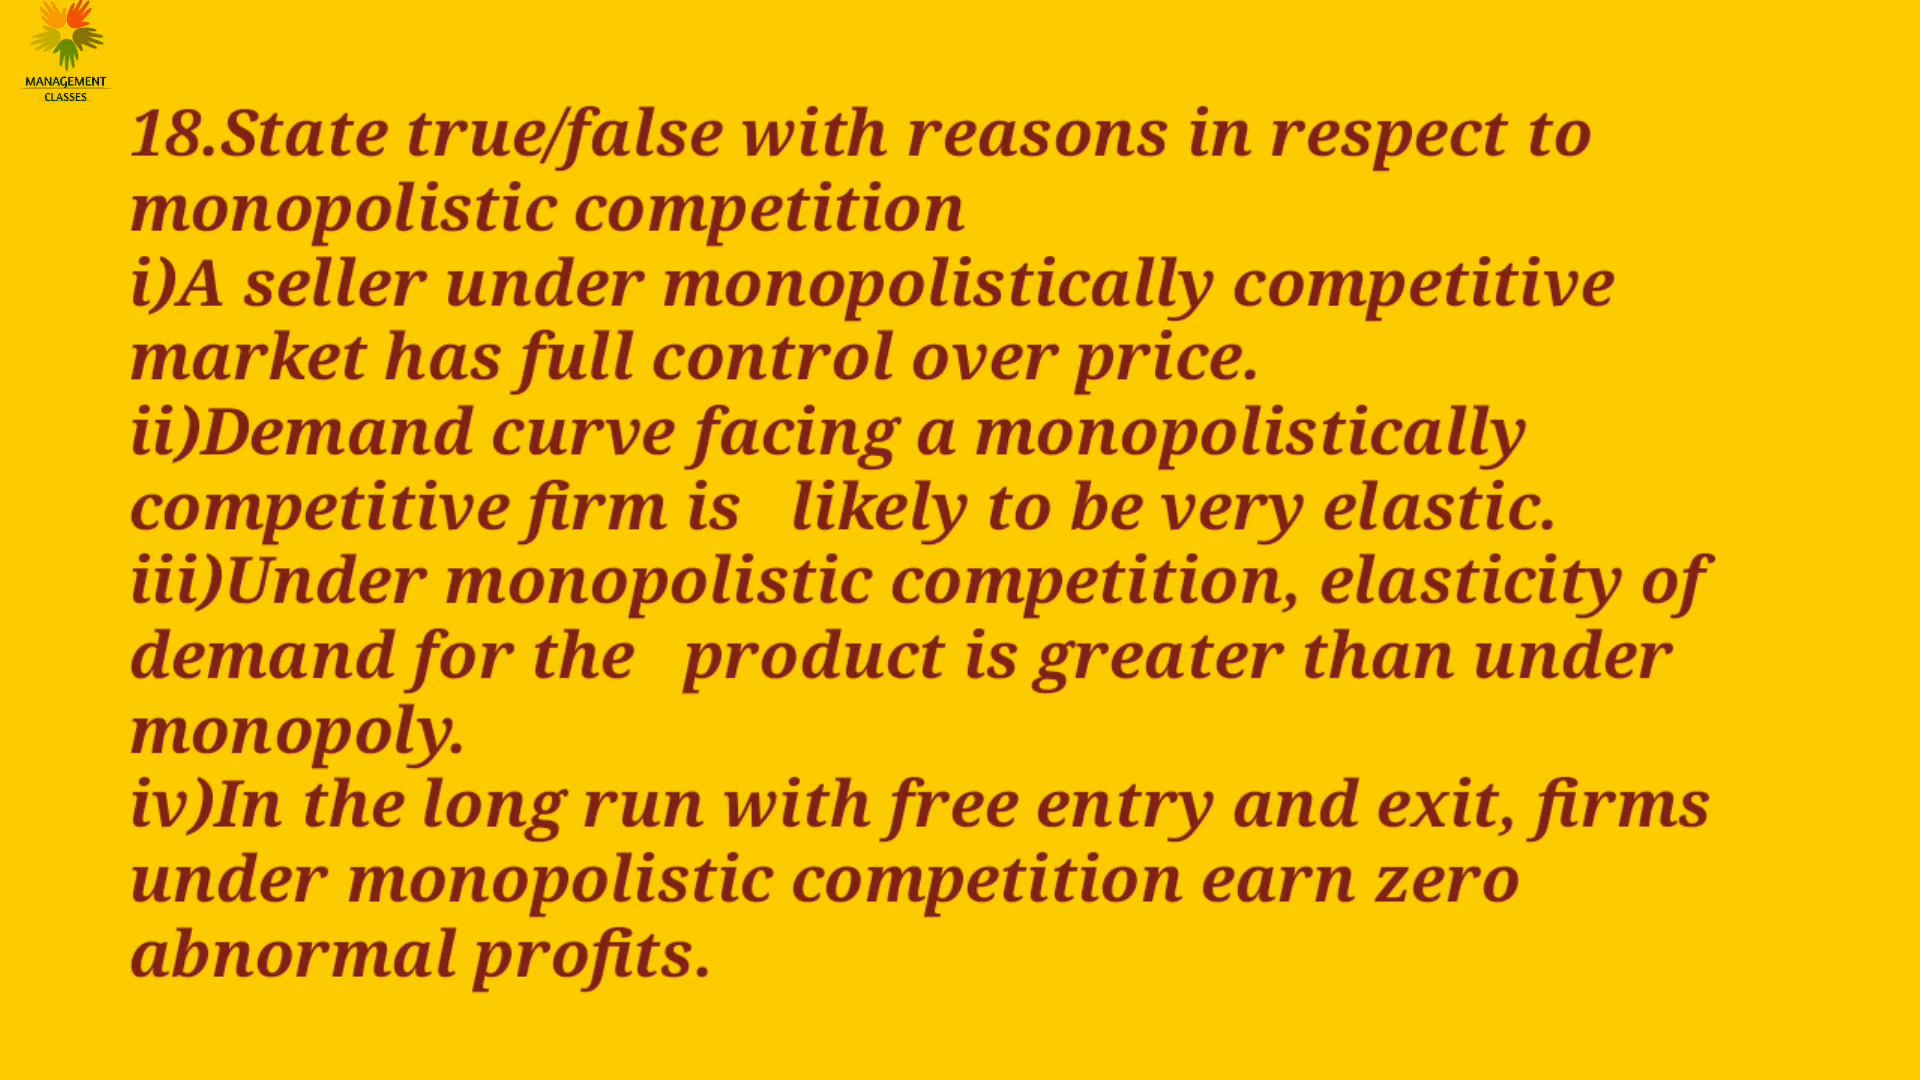 MANAGEMENT
CLASSES
18.State true/false with reasons in respect to
monopolistic competition
i)A seller under monopolistically competitive
market has full control over price.
ii)Demand curve facing a monopolistically
competitive firm is   likely to be very elastic.
iii)Under monopolistic competition, elasticity of
demand for the   product is greater than under
monopoly.
iv)In the long run with free entry and exit, firms
under monopolistic competition earn zero
abnormal profits.